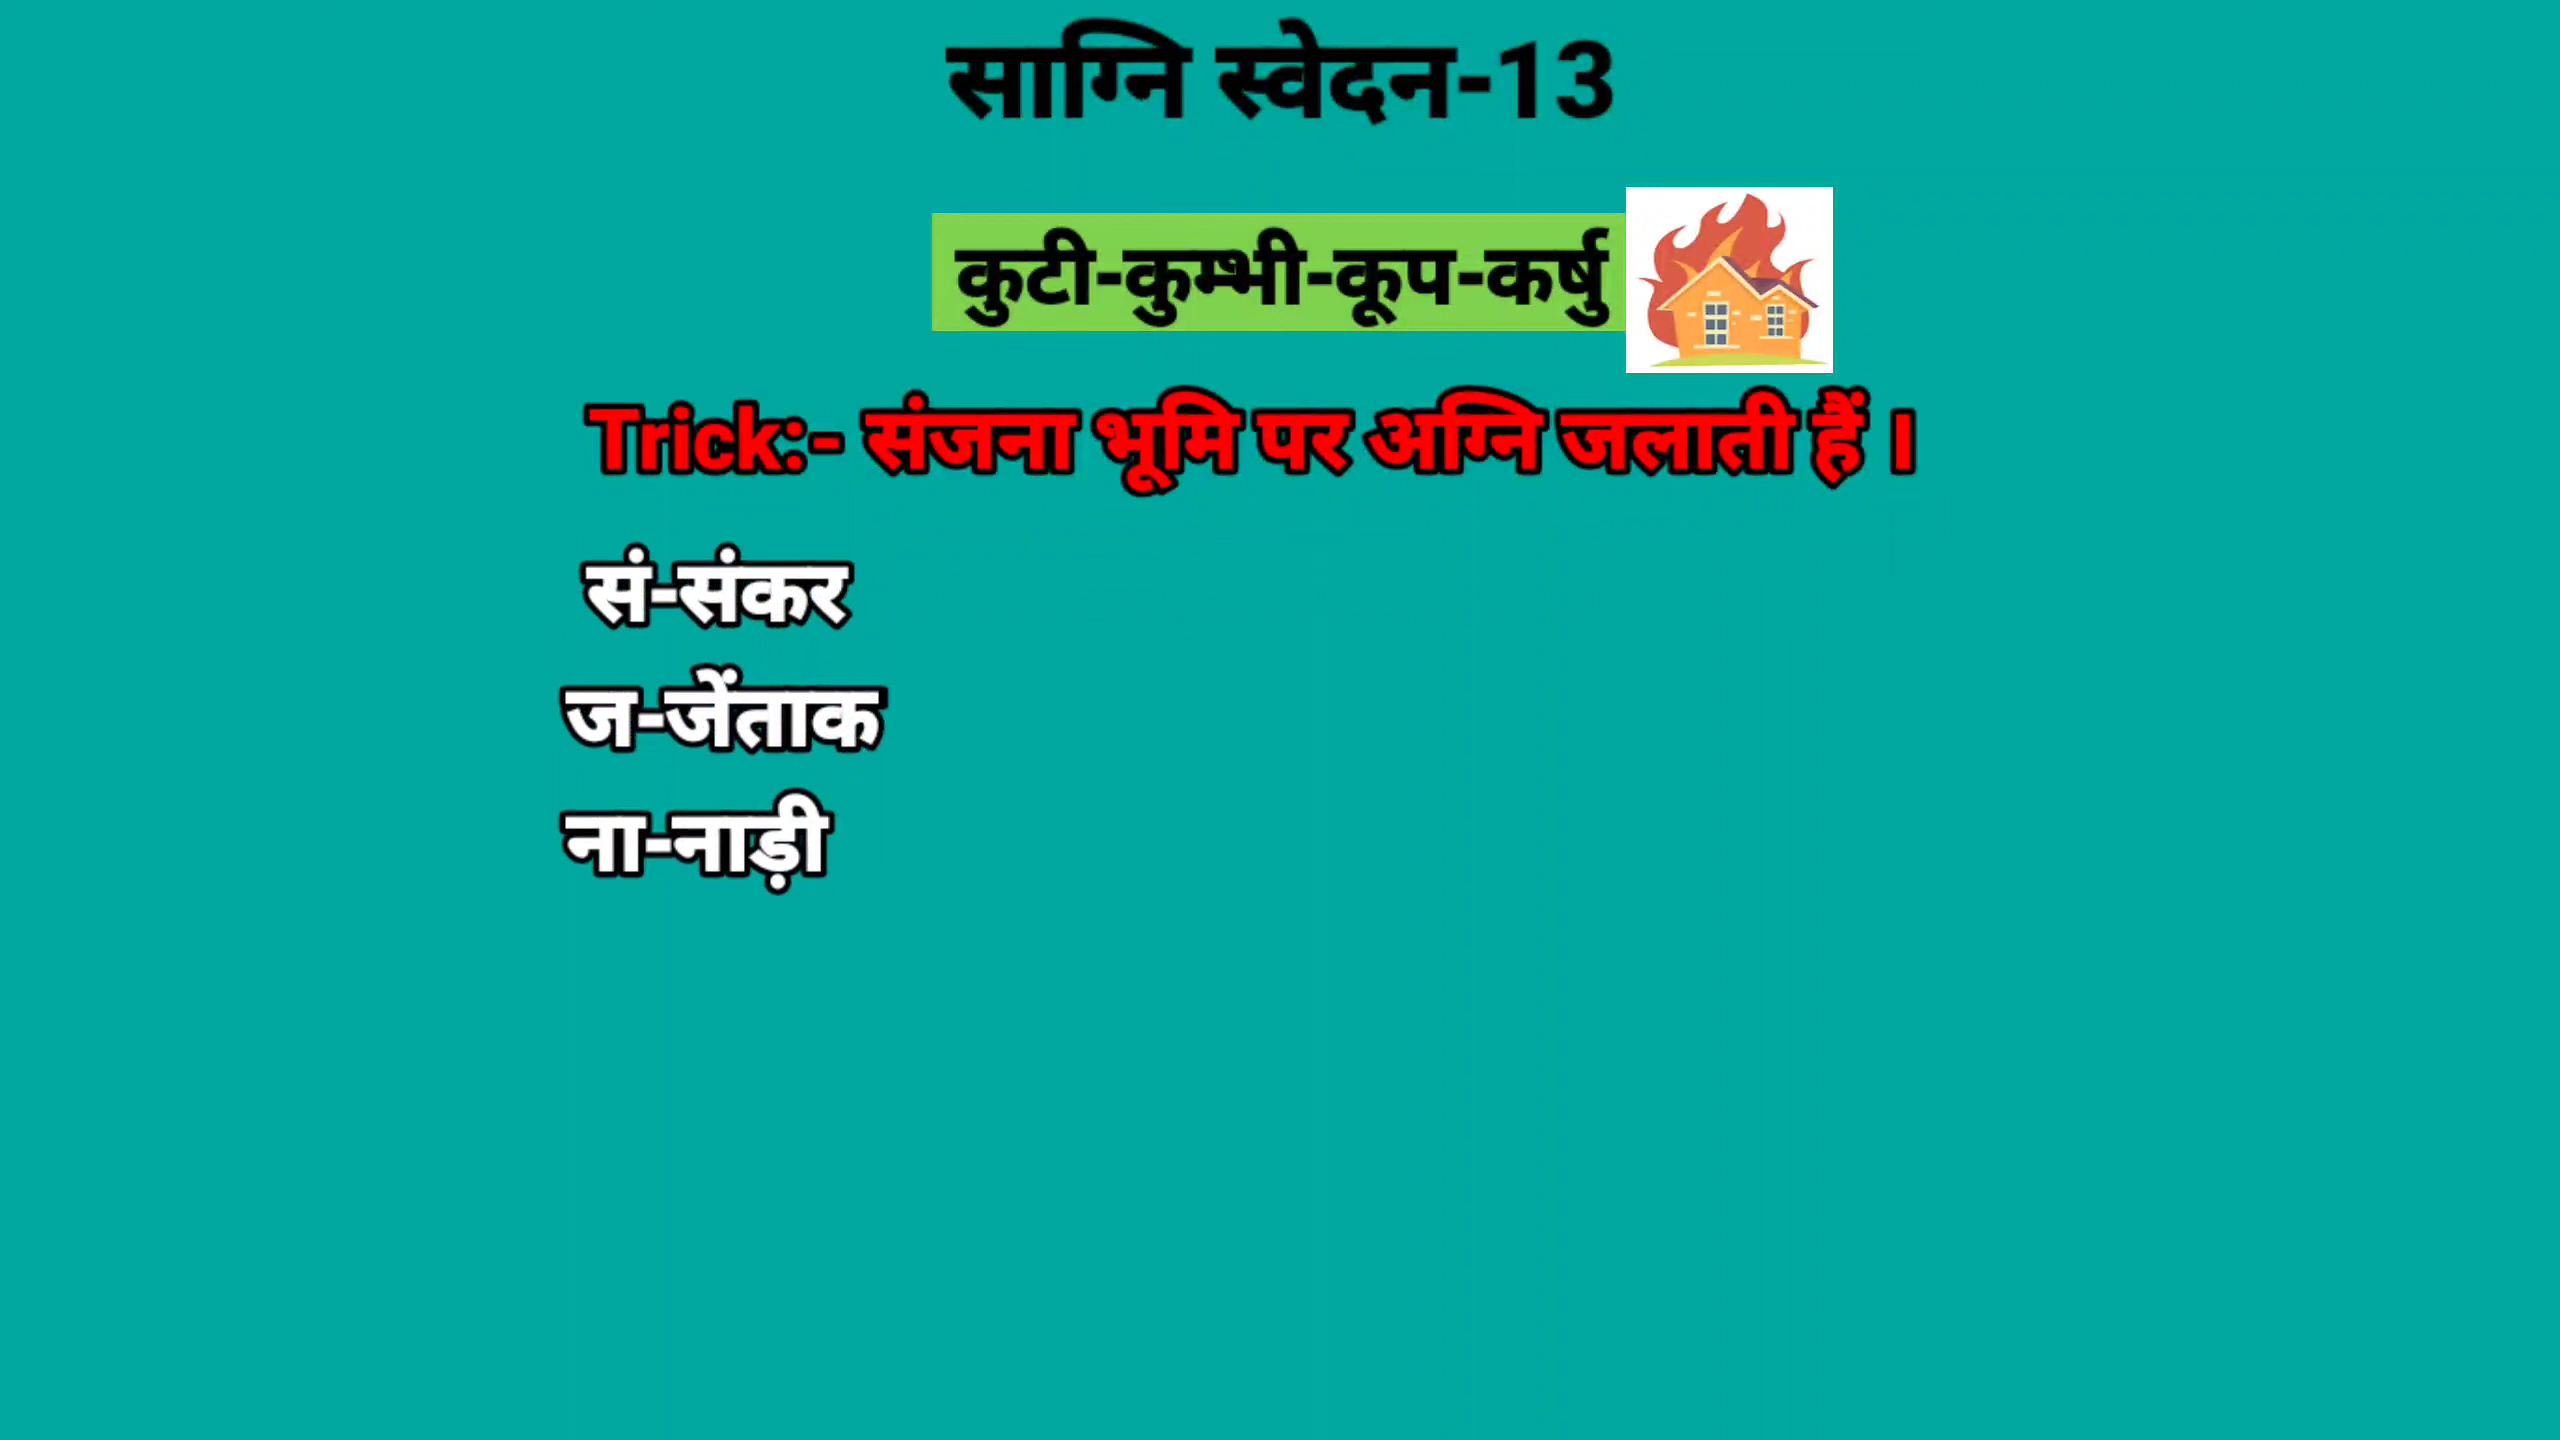 साग्नि स्वेदन-13
कुटी-कुम्भी-कूप-कर्षु
Trick:- संजना भूमि पर अग्नि जलाती हैं ।
सं-संकर
ज-जेंताक
ना-नाड़ी